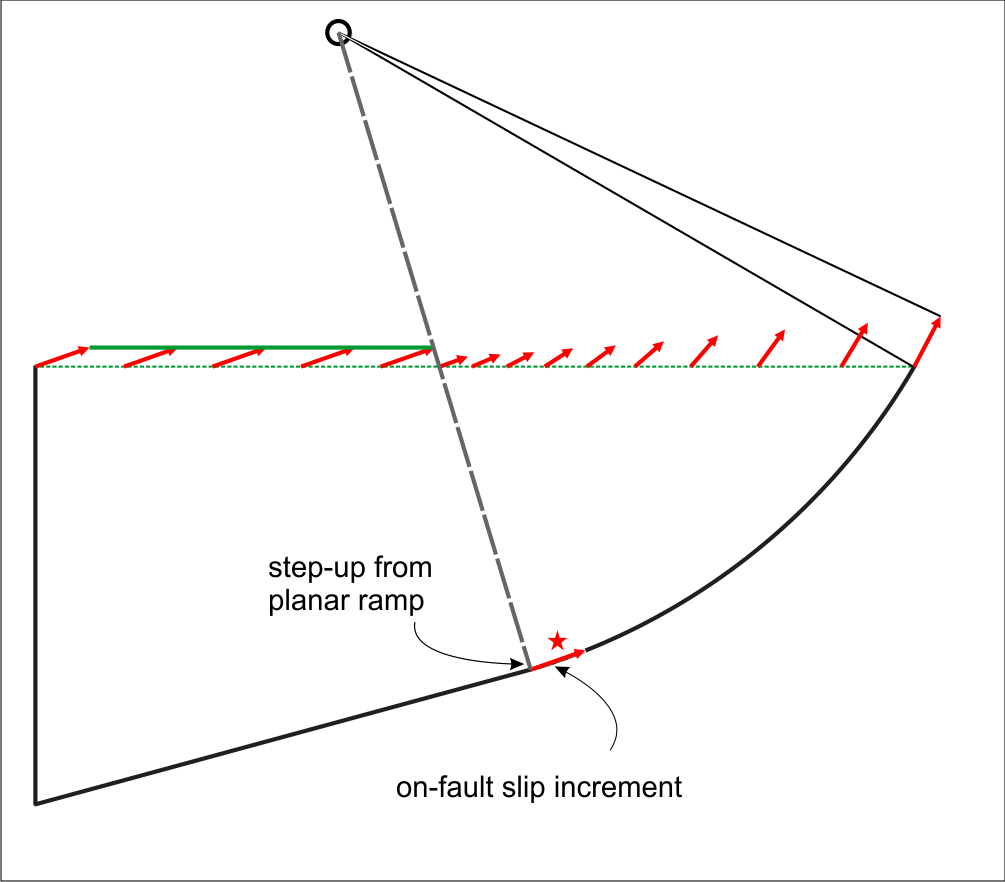 step-up from
planar ramp
on-fault slip increment